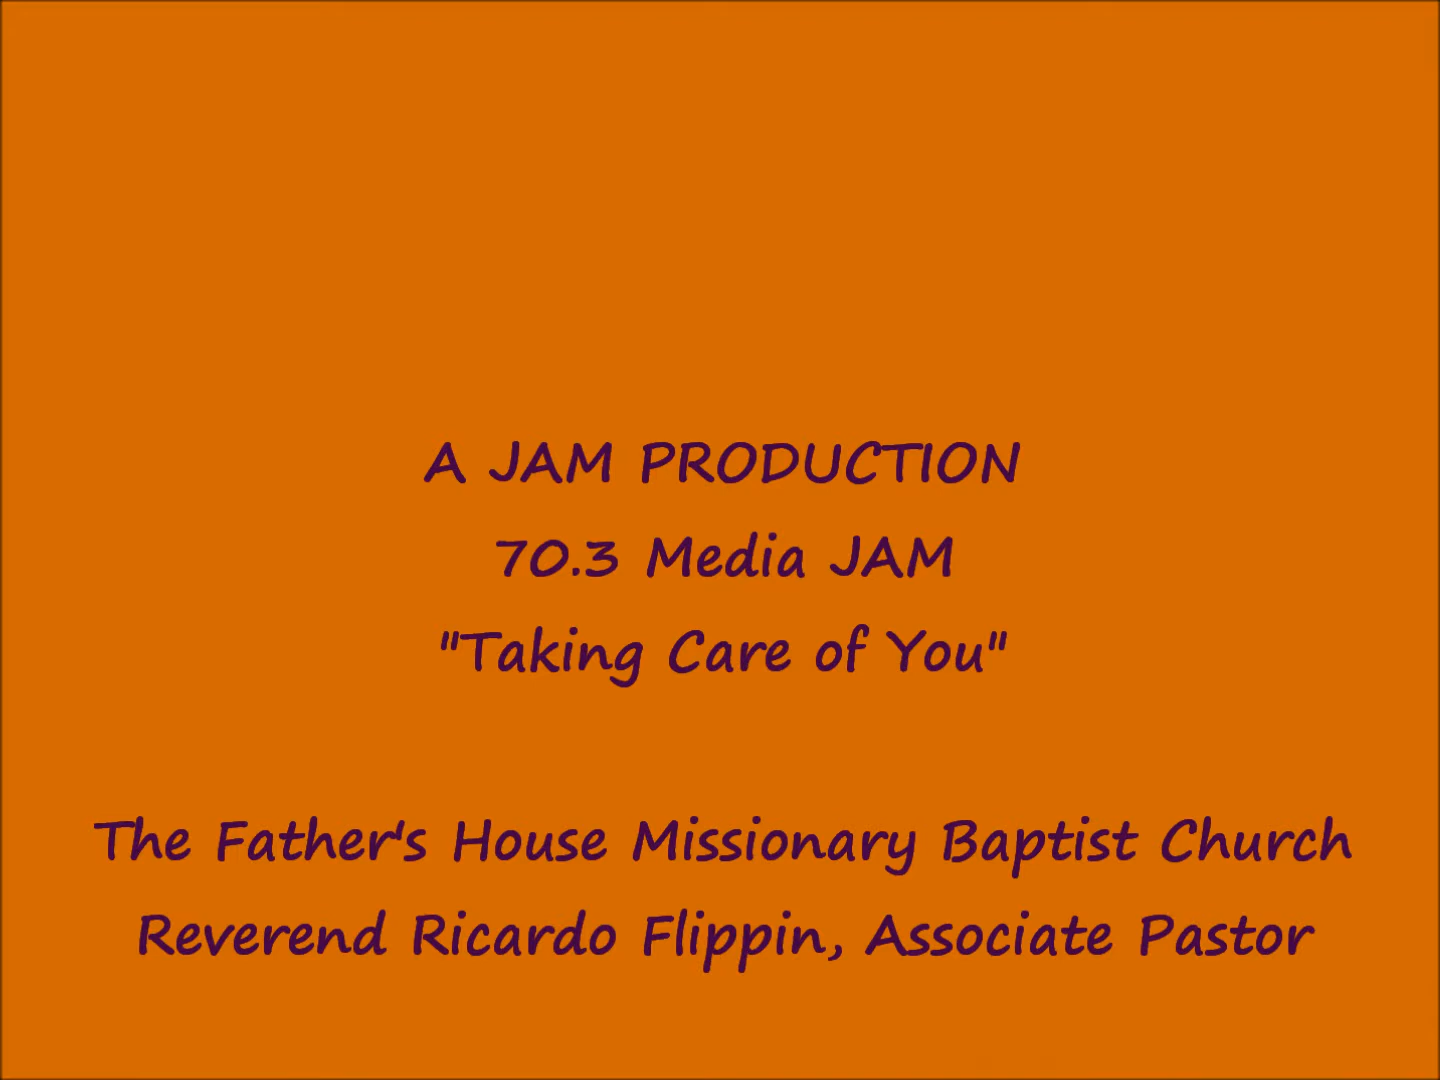 A JAM PRODUCTION
70.3 Media JAM
"Taking Care of You"
The Father's House Missionary Baptist Church
Reverend Ricardo Flippin, Associate Pastor